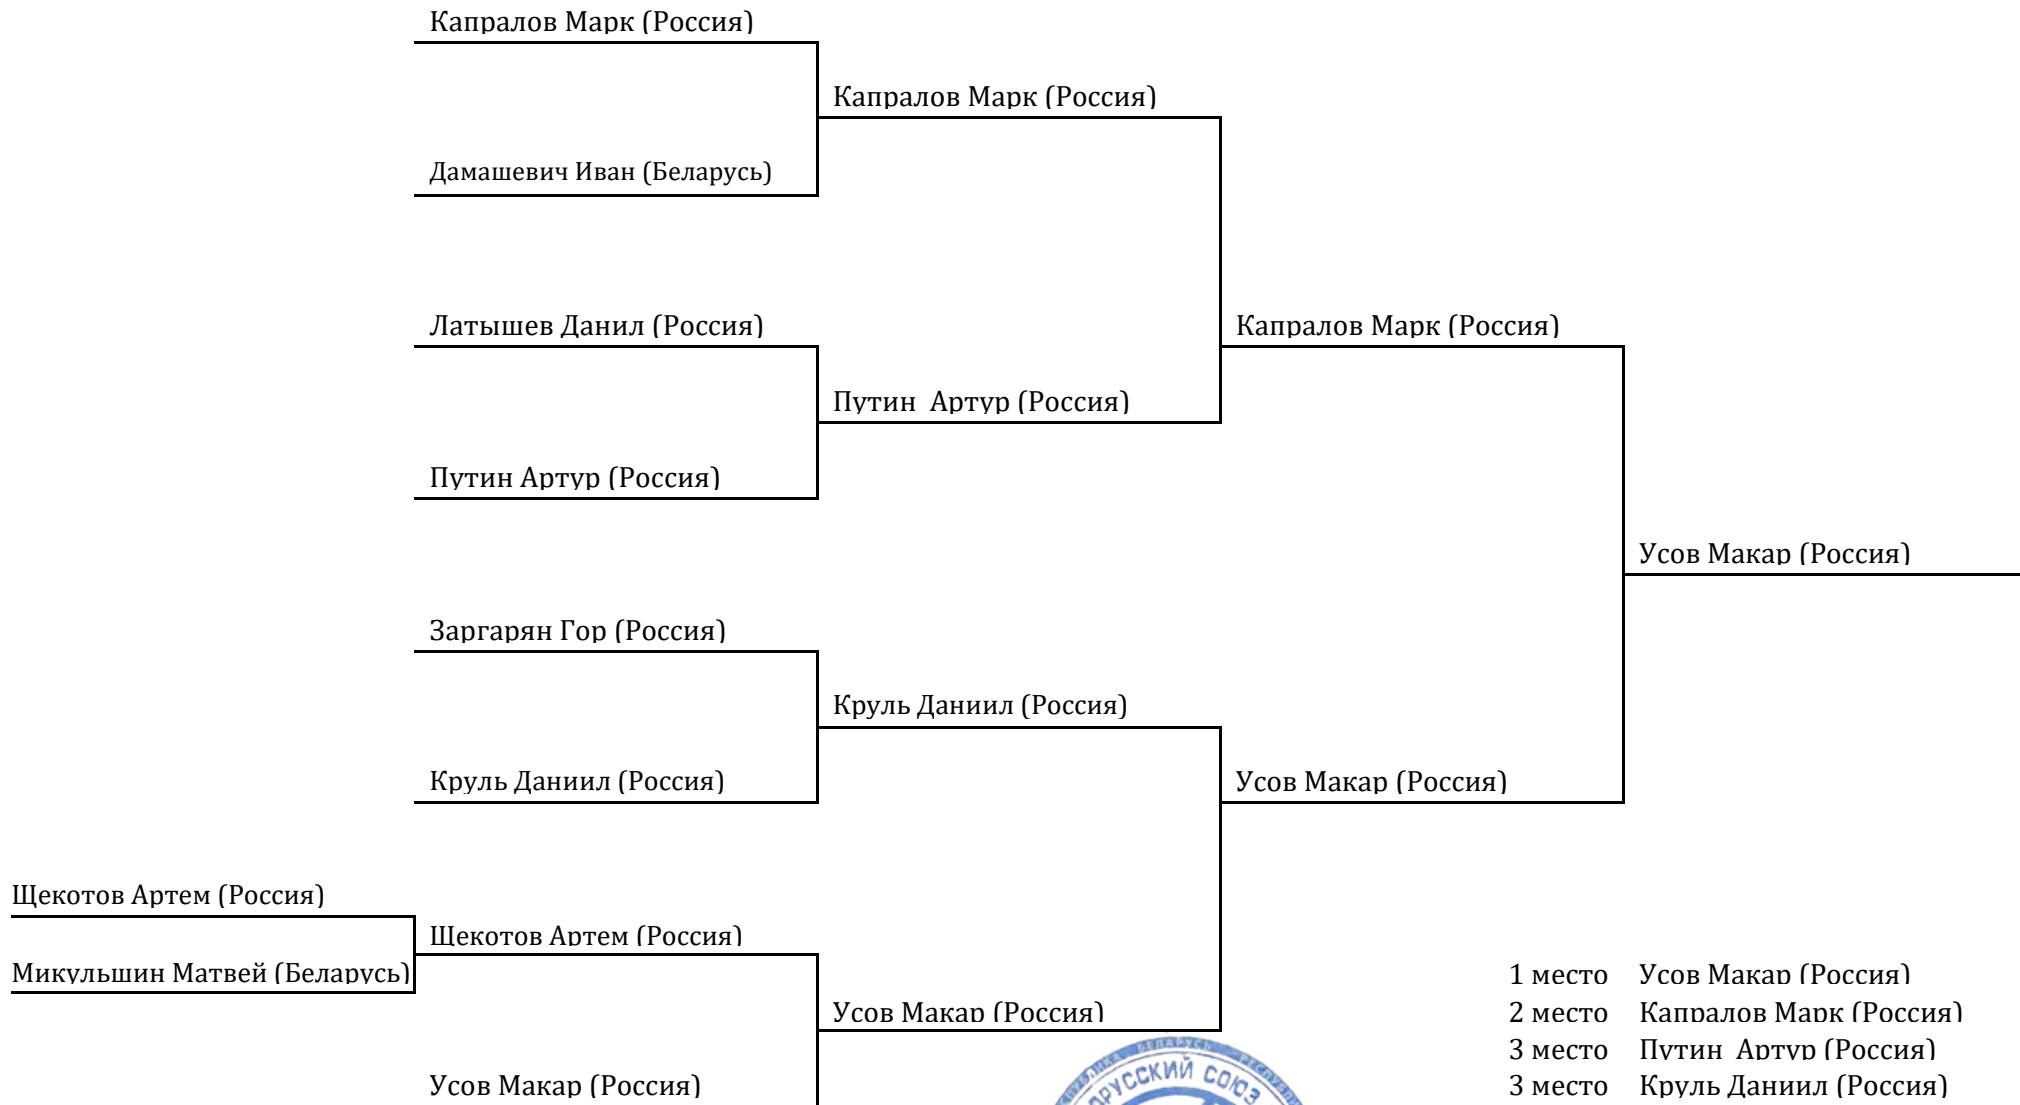 Капралов Марк (Россия)
Капралов Марк (Россия)
Дамашевич Иван (Беларусь)
Латышев Данил (Россия)
Капралов Марк (Россия)
Путин Артур (Россия)
Путин Артур (Россия)
Усов Макар (Россия)
Заргарян Гор (Россия)
Круль Даниил (Россия)
Круль Даниил (Россия)
Усов Макар (Россия)
Щекотов Артем (Россия)
Щекотов Артем (Россия)
Микульшин Матвей (Беларусь)
1 место Усов Макар (Россия)
Усов Макар (Россия)
2 место Капралов Марк (Россия)
3 место Путин Артур (Россия)
Усов Макар (Россия)
3 место Круль Даниил (Россия)
СОЮЗ
БЕЛАРУСЬ